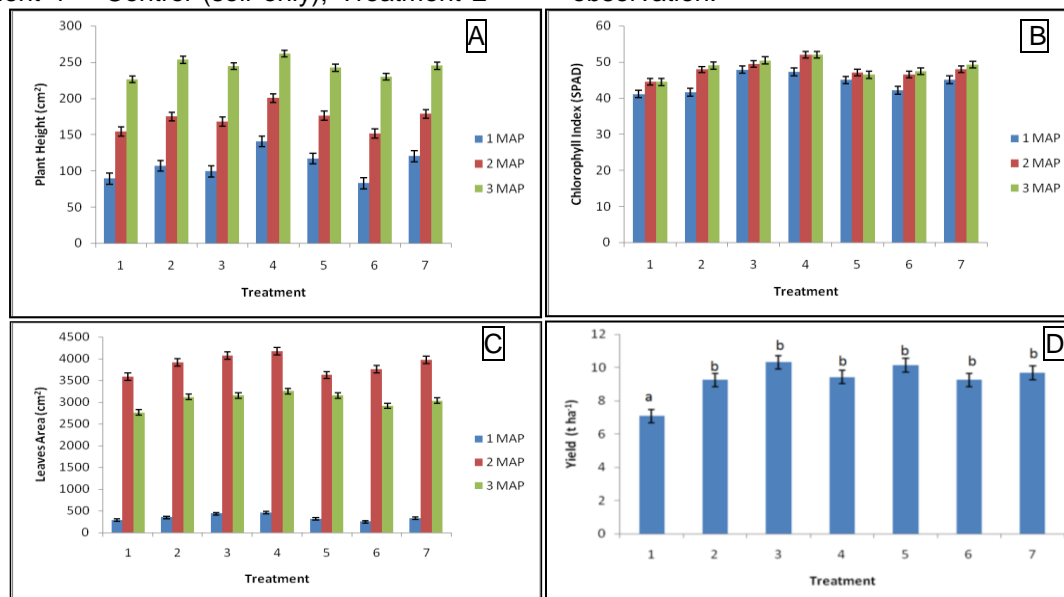 Control (soil only), Treatment 2
observation.
A
Plant Height (cm²)
300
250
200
150
100
50
0
1 2 3 4 5 6 7
Treatment
1 MAP
2 MAP
3 MAP
B
Chlorophyll Index (SPAD)
60
50
40
30
20
10
0
1 2 3 4 5 6 7
Treatment
1 MAP
2 MAP
3 MAP
C
Leaves Area (cm²)
4500
4000
3500
3000
2500
2000
1500
1000
500
0
1 2 3 4 5 6 7
Treatment
1 MAP
2 MAP
3 MAP
D
Yield (t ha⁻¹)
12
10
8
6
4
2
0
a b b b b b b
1 2 3 4 5 6 7
Treatment